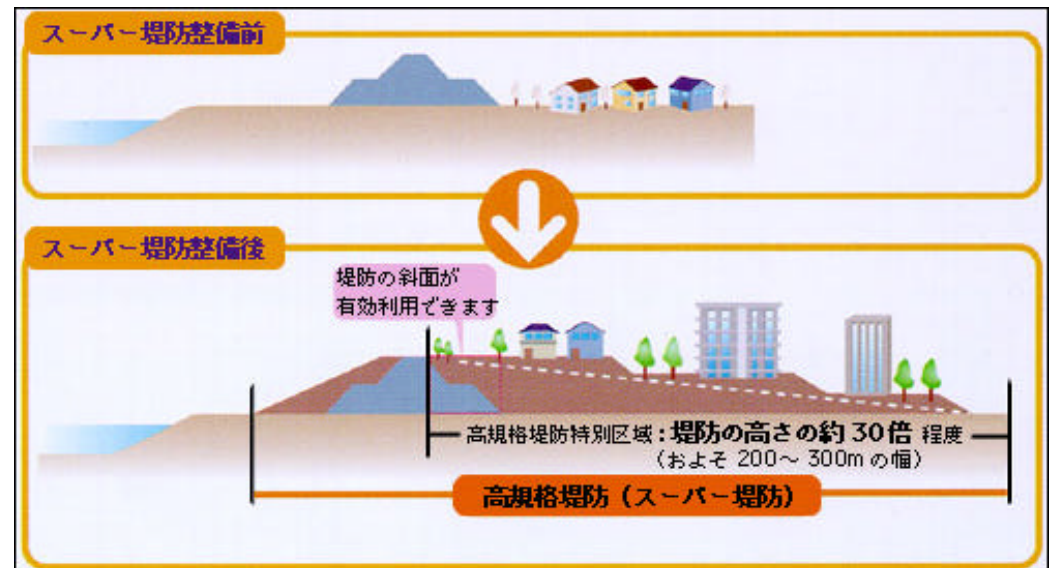 スーパー堤防整備前
スーパー堤防整備後
堤防の斜面が
有効利用できます
高規格堤防特別区域：堤防の高さの約30倍 程度
（およそ 200～ 300m の幅）
高規格堤防（スーパー堤防）